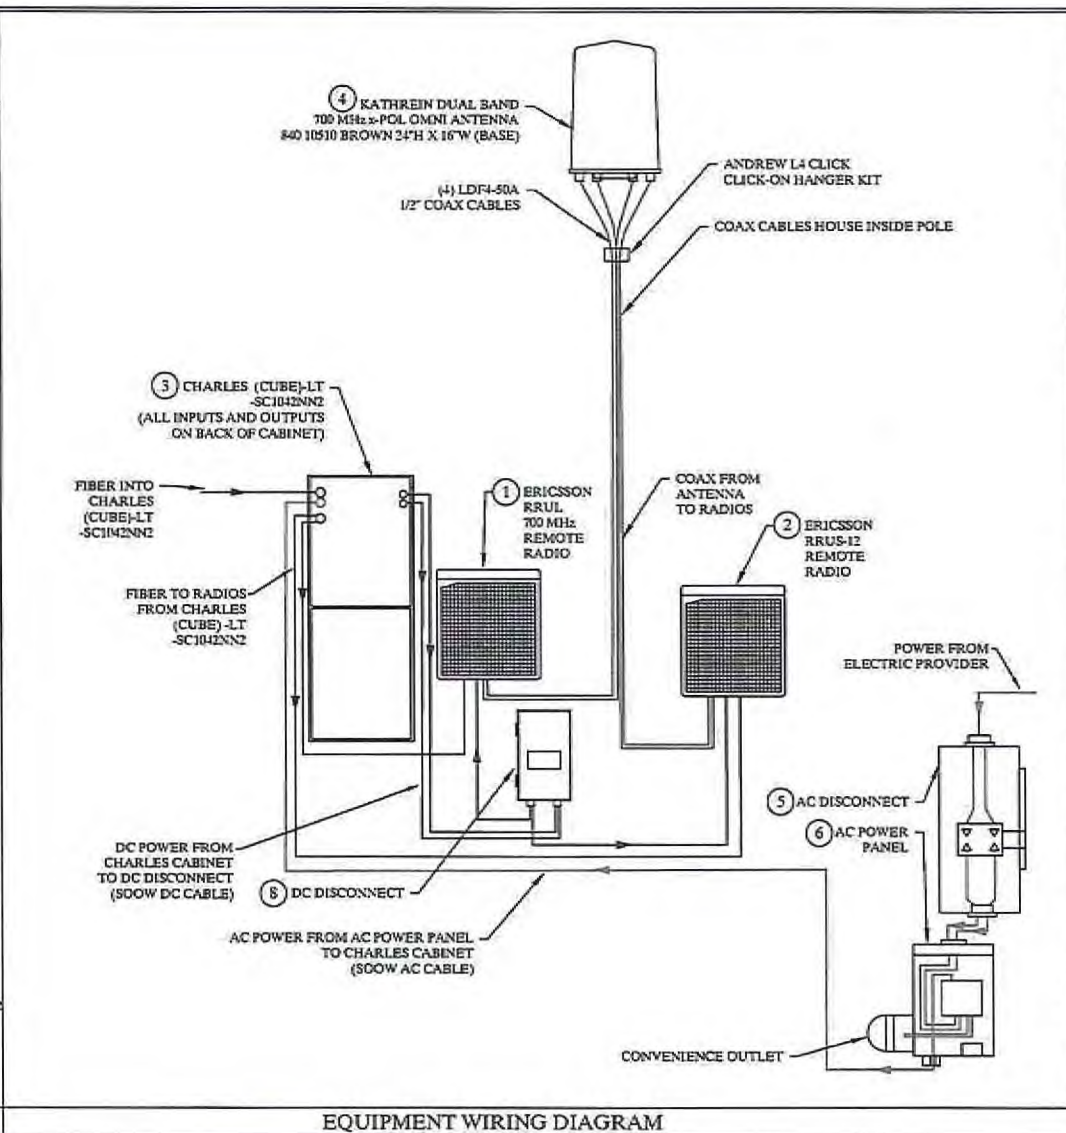 4 KATHREIN DUAL BAND
700 MHz x-POL OMNI ANTENNA
840 10510 BROWN 24"H X 16"W (BASE)
(4) LDF4-50A
1/2" COAX CABLES
ANDREW L4 CLICK
CLICK-ON HANGER KIT
COAX CABLES HOUSE INSIDE POLE
3 CHARLES (CUBE)-LT
-SC1042NN2
(ALL INPUTS AND OUTPUTS
ON BACK OF CABINET)
FIBER INTO
CHARLES
(CUBE)-LT
-SC1042NN2
1 ERICSSON
RRUL
700 MHz
REMOTE
RADIO
COAX FROM
ANTENNA
TO RADIOS
2 ERICSSON
RRUS-12
REMOTE
RADIO
FIBER TO RADIOS
FROM CHARLES
(CUBE) -LT
-SC1042NN2
POWER FROM
ELECTRIC PROVIDER
5 AC DISCONNECT
6 AC POWER
PANEL
DC POWER FROM
CHARLES CABINET
TO DC DISCONNECT
(SOOW DC CABLE)
8 DC DISCONNECT
AC POWER FROM AC POWER PANEL
TO CHARLES CABINET
(SOOW AC CABLE)
CONVENIENCE OUTLET
EQUIPMENT WIRING DIAGRAM